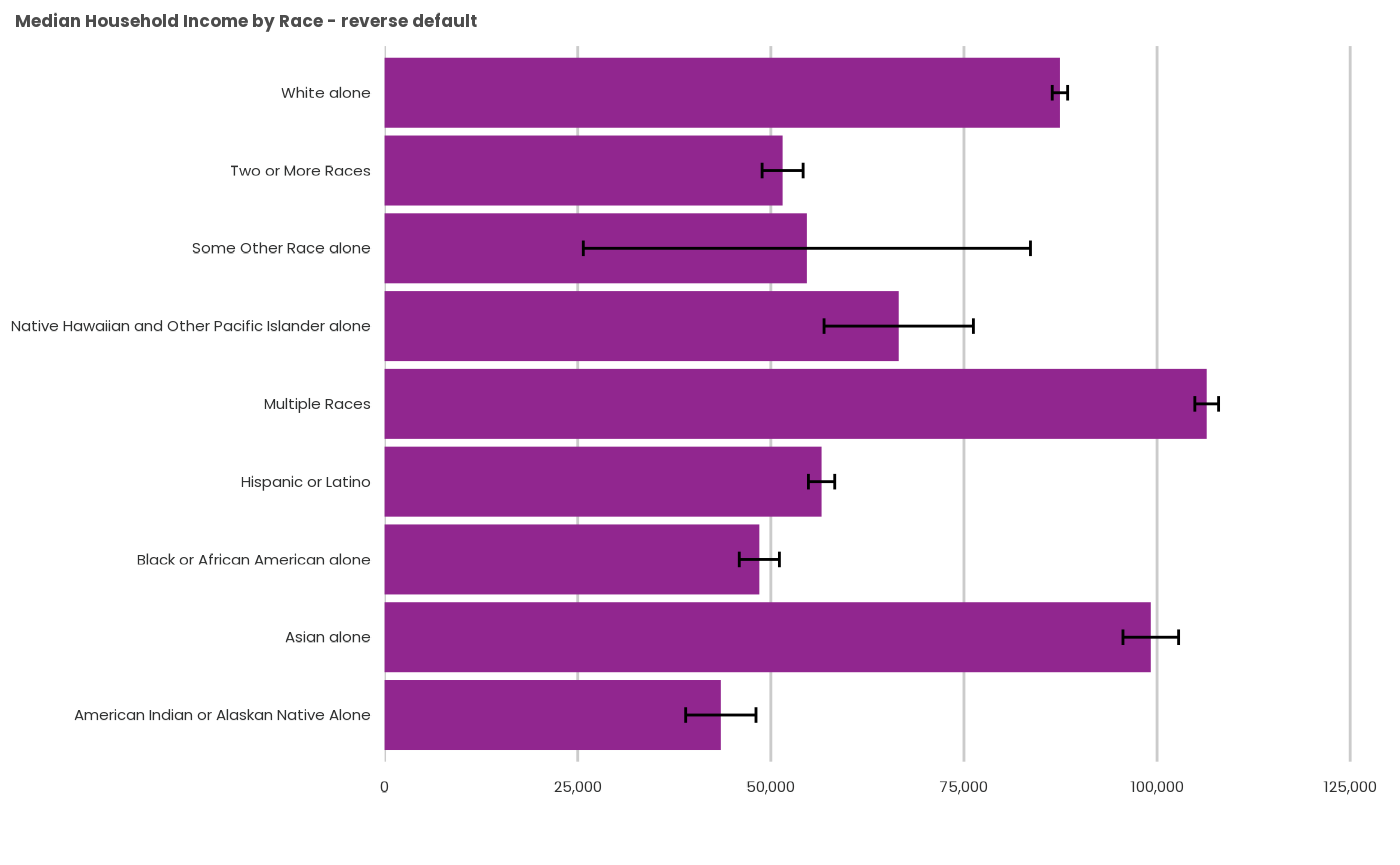 Median Household Income by Race - reverse default
White alone
Two or More Races
Some Other Race alone
Native Hawaiian and Other Pacific Islander alone
Multiple Races
Hispanic or Latino
Black or African American alone
Asian alone
American Indian or Alaskan Native Alone
0 25,000 50,000 75,000 100,000 125,000